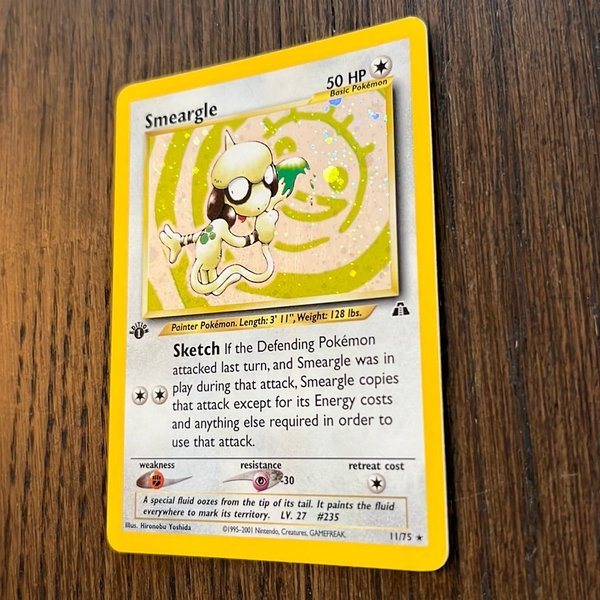 Smeargle
50 HP
Basic Pokémon
Painter Pokémon. Length: 3' 11", Weight: 128 lbs.
EDITION
1
Sketch If the Defending Pokémon
attacked last turn, and Smeargle was in
play during that attack, Smeargle copies
that attack except for its Energy costs
and anything else required in order to
use that attack.
weakness resistance retreat cost
-30
A special fluid oozes from the tip of its tail. It paints the fluid
everywhere to mark its territory. LV. 27 #235
Illus. Hironobu Yoshida ©1995-2001 Nintendo, Creatures, GAMEFREAK. 11/75 ★